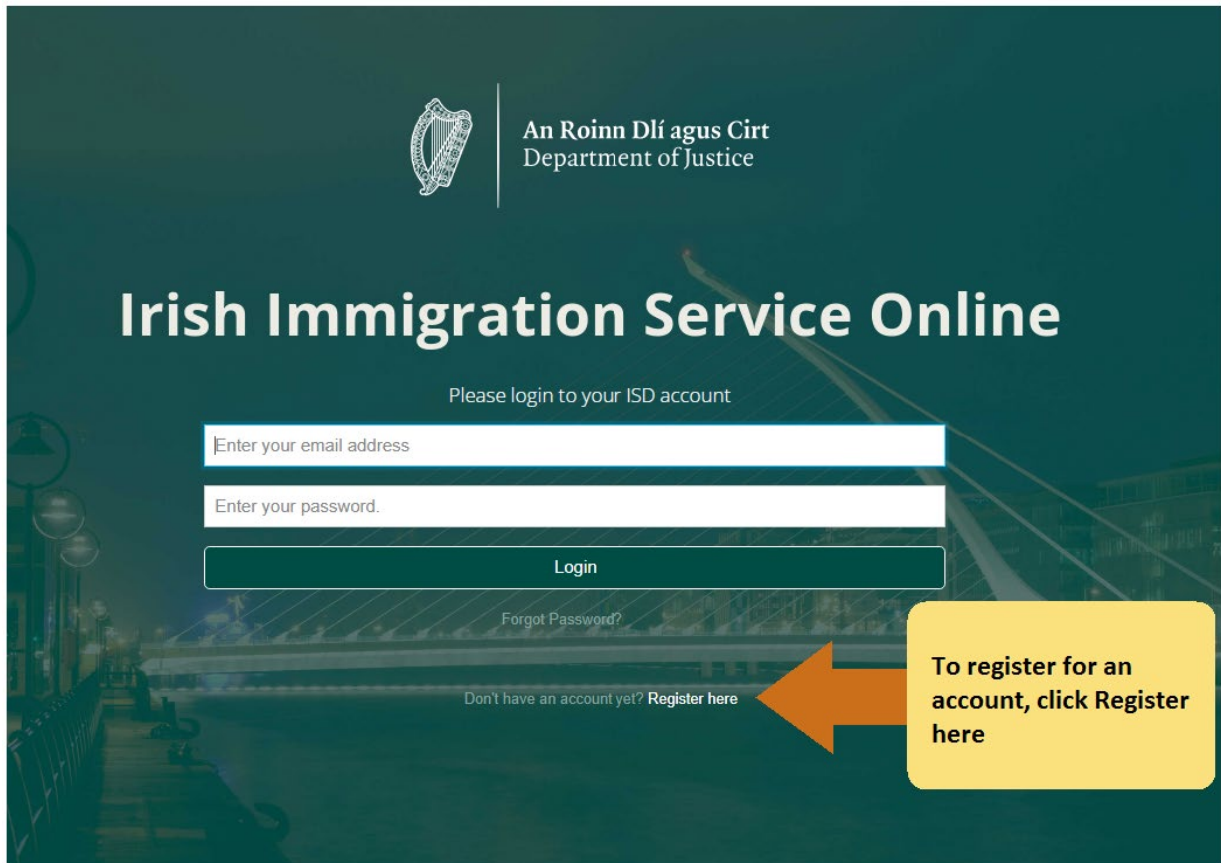 An Roinn Dlí agus Cirt
Department of Justice
Irish Immigration Service Online
Please login to your ISD account
Enter your email address
Enter your password.
Login
Forgot Password?
Don't have an account yet? Register here
To register for an
account, click Register
here